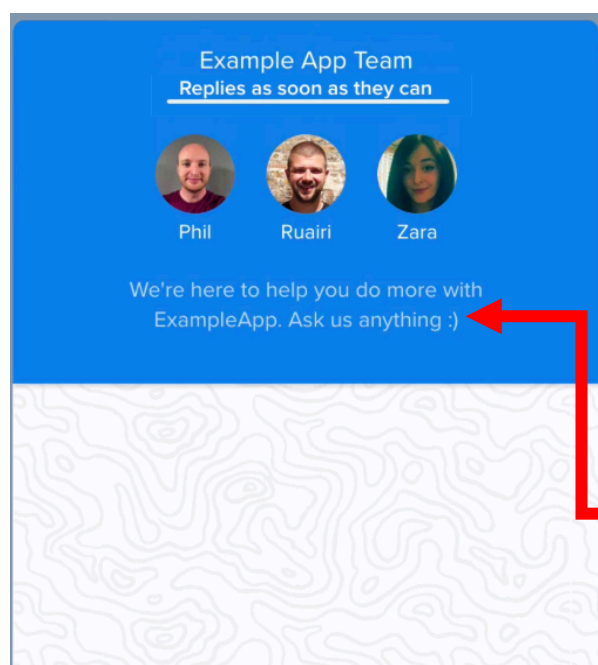 Example App Team
Replies as soon as they can
Phil
Ruairi
Zara
We're here to help you do more with
ExampleApp. Ask us anything :)